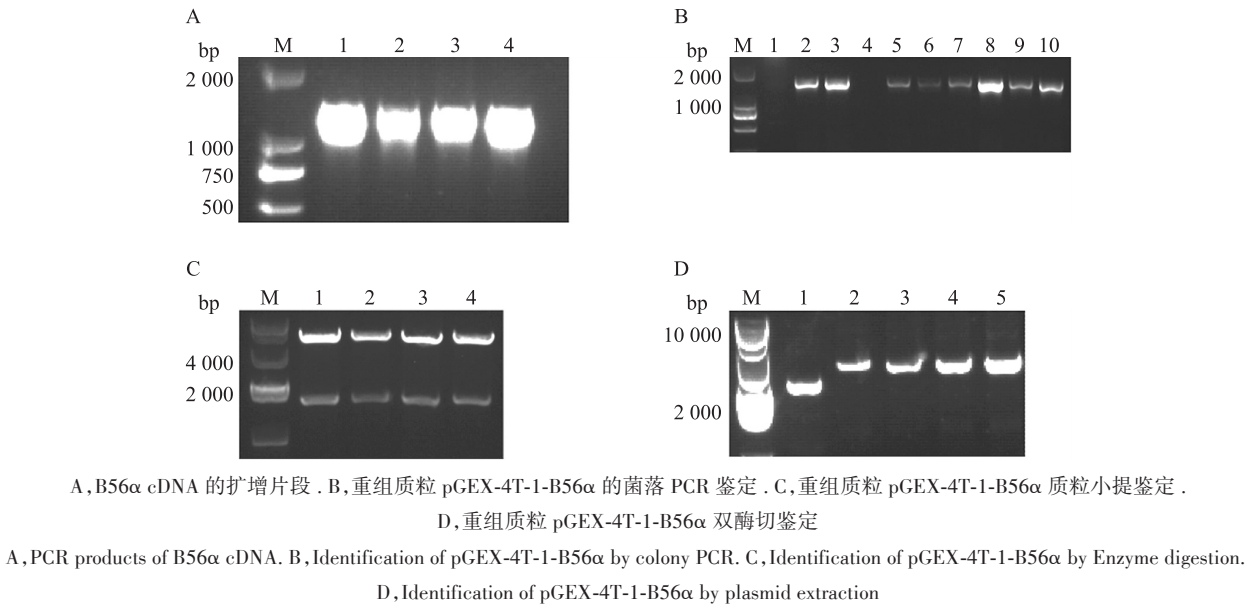 A
bp M 1 2 3 4
2 000
1 000
750
500
B
bp M 1 2 3 4 5 6 7 8 9 10
2 000
1 000
C
bp M 1 2 3 4
4 000
2 000
D
bp M 1 2 3 4 5
10 000
2 000
A,B56α cDNA 的扩增片段 . B,重组质粒 pGEX-4T-1-B56α 的菌落 PCR 鉴定 . C,重组质粒 pGEX-4T-1-B56α 质粒小提鉴定 .
D,重组质粒 pGEX-4T-1-B56α 双酶切鉴定
A,PCR products of B56α cDNA. B,Identification of pGEX-4T-1-B56α by colony PCR. C,Identification of pGEX-4T-1-B56α by Enzyme digestion.
D,Identification of pGEX-4T-1-B56α by plasmid extraction